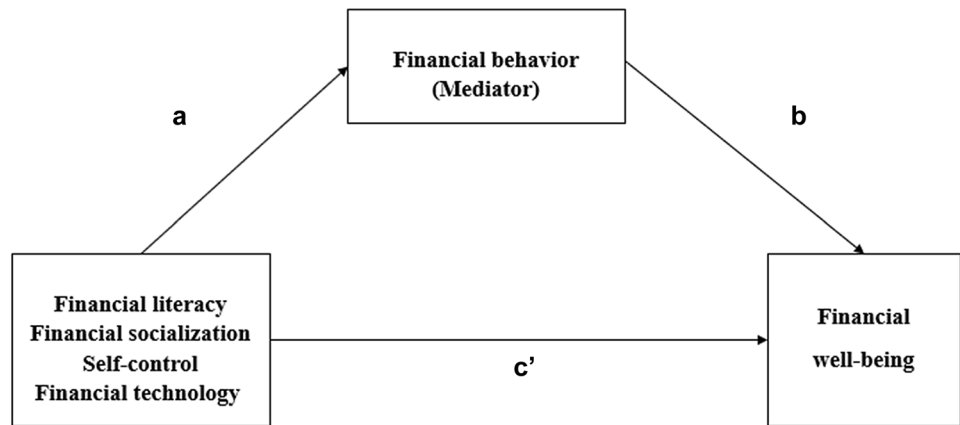 Financial behavior
(Mediator)
a
b
Financial literacy
Financial socialization
Self-control
Financial technology
c’
Financial
well-being